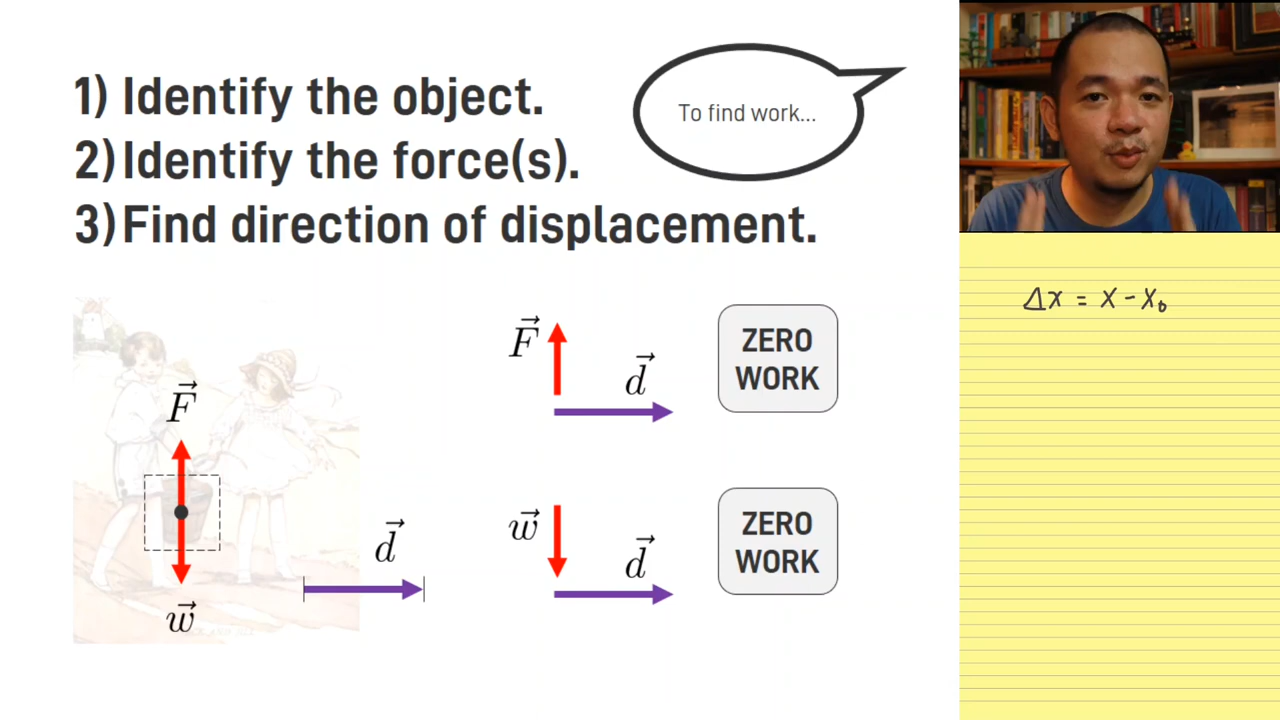 1) Identify the object.
2) Identify the force(s).
3) Find direction of displacement.
To find work...
F⃗
w⃗
d⃗
F⃗
d⃗
ZERO
WORK
w⃗
d⃗
ZERO
WORK
Δx = x - x₀